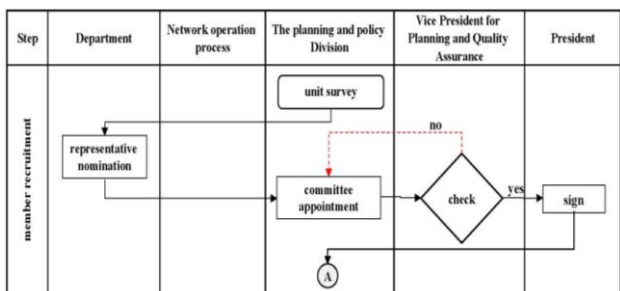 Step
Department
Network operation
process
The planning and policy
Division
Vice President for
Planning and Quality
Assurance
President
member recruitment
unit survey
no
representative
nomination
committee
appointment
check
yes
sign
A